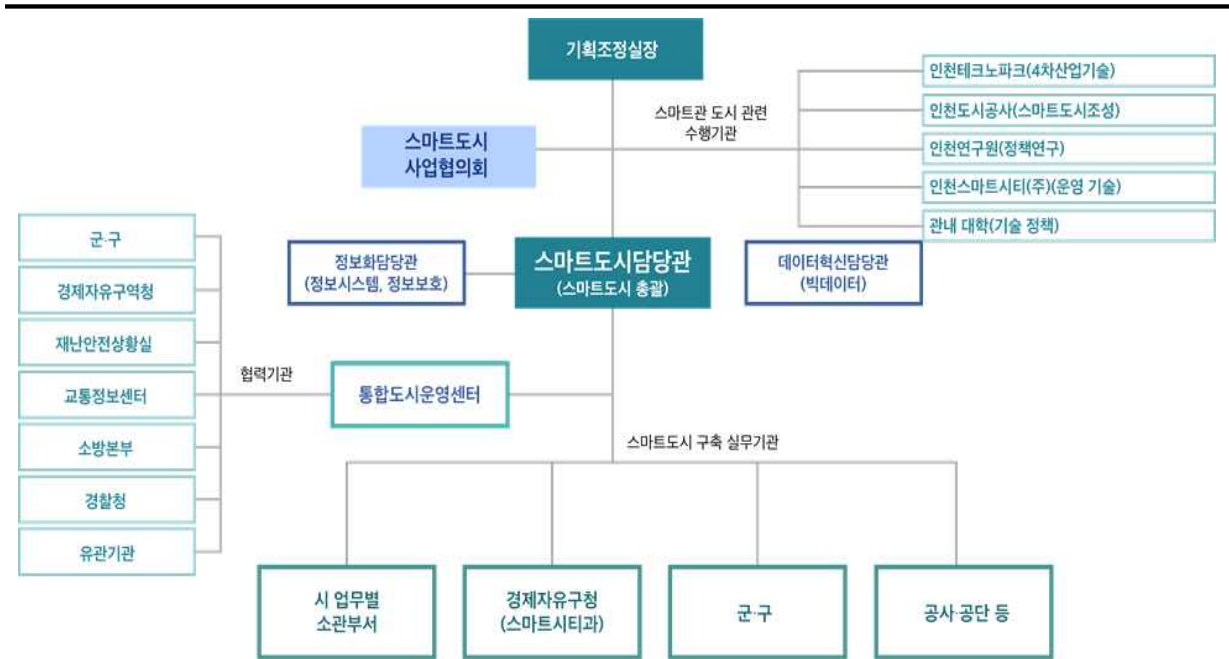 기획조정실장
스마트관 도시 관련
수행기관
인천테크노파크(4차산업기술)
인천도시공사(스마트도시조성)
인천연구원(정책연구)
인천스마트시티(주)(운영 기술)
관내 대학(기술 정책)
스마트도시
사업협의회
정보화담당관
(정보시스템, 정보보호)
스마트도시담당관
(스마트도시 총괄)
데이터혁신담당관
(빅데이터)
군·구
경제자유구역청
재난안전상황실
교통정보센터
소방본부
경찰청
유관기관
협력기관
통합도시운영센터
스마트도시 구축 실무기관
시 업무별
소관부서
경제자유구청
(스마트시티과)
군·구
공사·공단 등